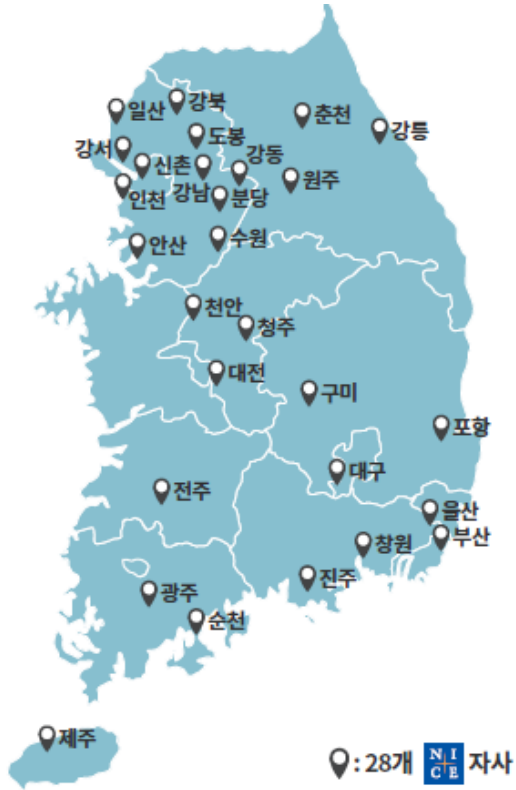 일산
강북
춘천
강릉
도봉
강서
신촌
강동
원주
인천
강남
분당
안산
수원
천안
청주
대전
구미
포항
대구
전주
울산
부산
창원
진주
광주
순천
제주
: 28개 NICE 자사